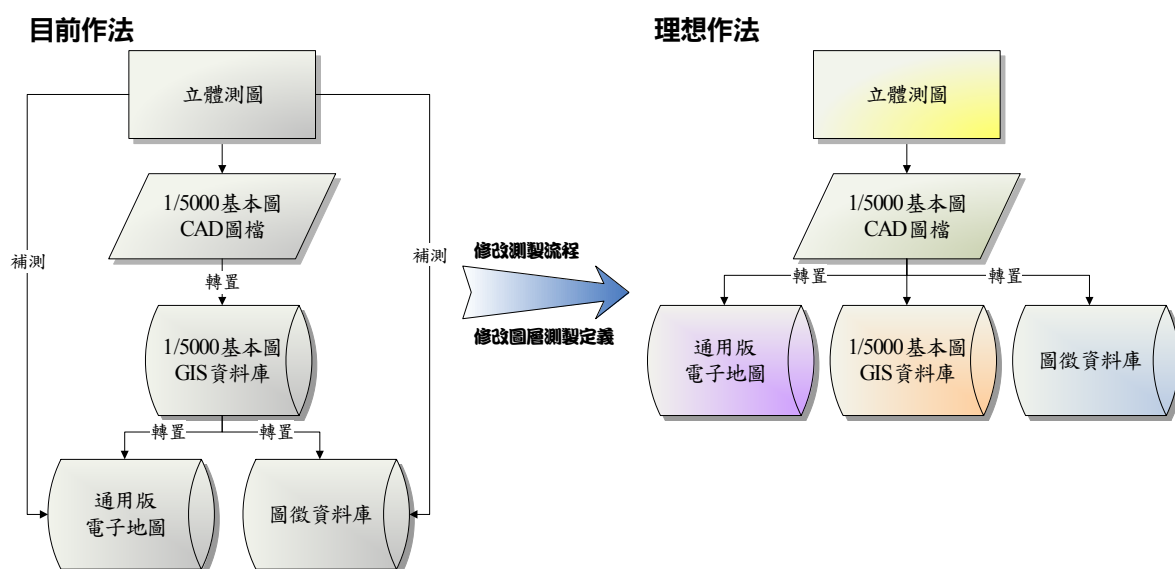 目前作法
立體測圖
1/5000基本圖
CAD圖檔
補測
補測
轉置
1/5000基本圖
GIS資料庫
轉置
轉置
通用版
電子地圖
圖徵資料庫
修改測製流程
修改圖層測製定義
理想作法
立體測圖
1/5000基本圖
CAD圖檔
轉置
轉置
通用版
電子地圖
1/5000基本圖
GIS資料庫
圖徵資料庫